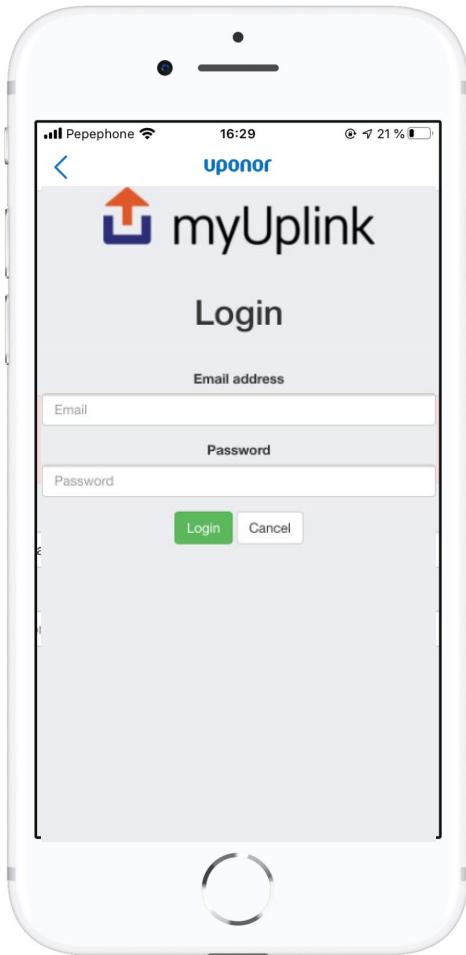 Pepephone 16:29 21 %
uponor
myUplink
Login
Email address
Email
Password
Password
Login Cancel